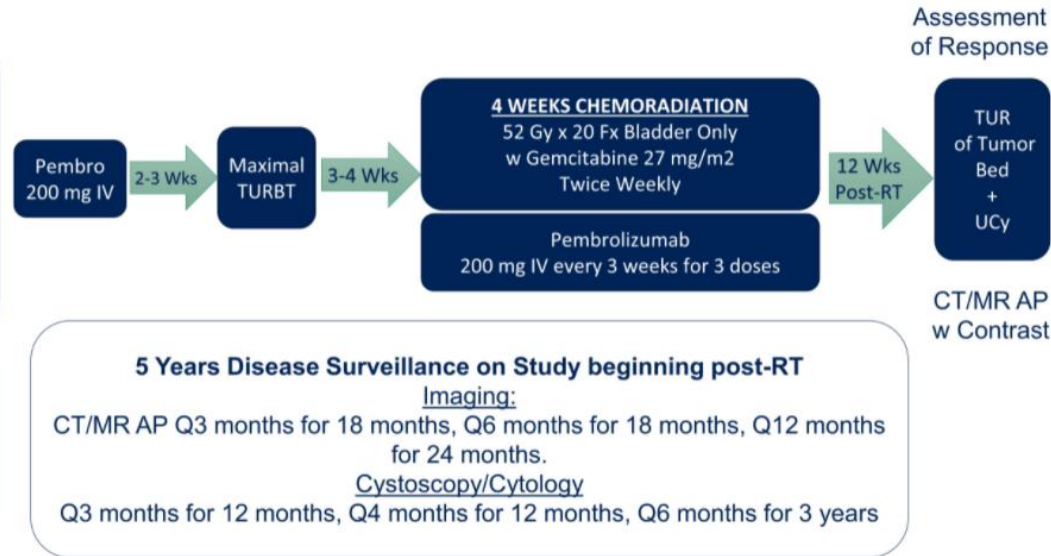 Assessment
of Response
Pembro
200 mg IV
2-3 Wks
Maximal
TURBT
3-4 Wks
4 WEEKS CHEMORADIATION
52 Gy x 20 Fx Bladder Only
w Gemcitabine 27 mg/m2
Twice Weekly
Pembrolizumab
200 mg IV every 3 weeks for 3 doses
12 Wks
Post-RT
TUR
of Tumor
Bed
+
UCy
CT/MR AP
w Contrast
5 Years Disease Surveillance on Study beginning post-RT
Imaging:
CT/MR AP Q3 months for 18 months, Q6 months for 18 months, Q12 months
for 24 months.
Cystoscopy/Cytology
Q3 months for 12 months, Q4 months for 12 months, Q6 months for 3 years